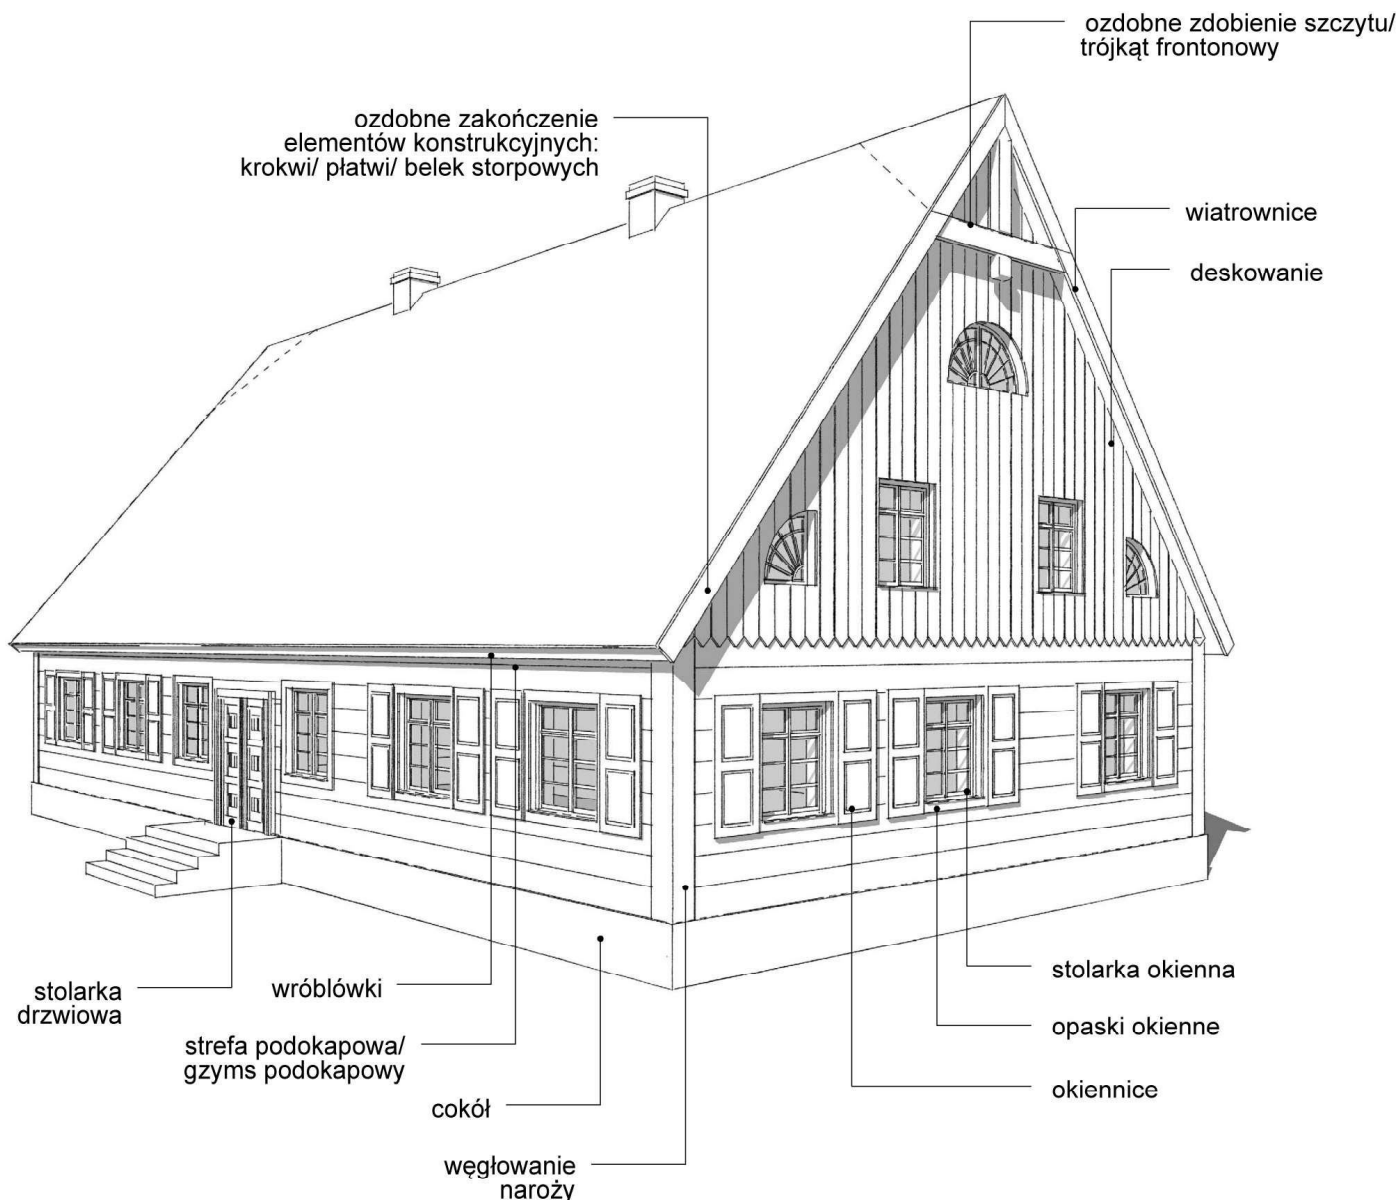 ozdobne zdobienie szczytu/
trójkąt frontonowy
ozdobne zakończenie
elementów konstrukcyjnych:
krokwi/ płatwi/ belek storpowych
wiatrownice
deskowanie
stolarka okienna
stolarka
drzwiowa
wróblówki
opaski okienne
strefa podokapowa/
gzyms podokapowy
okiennice
cokół
węgłowanie
naroży